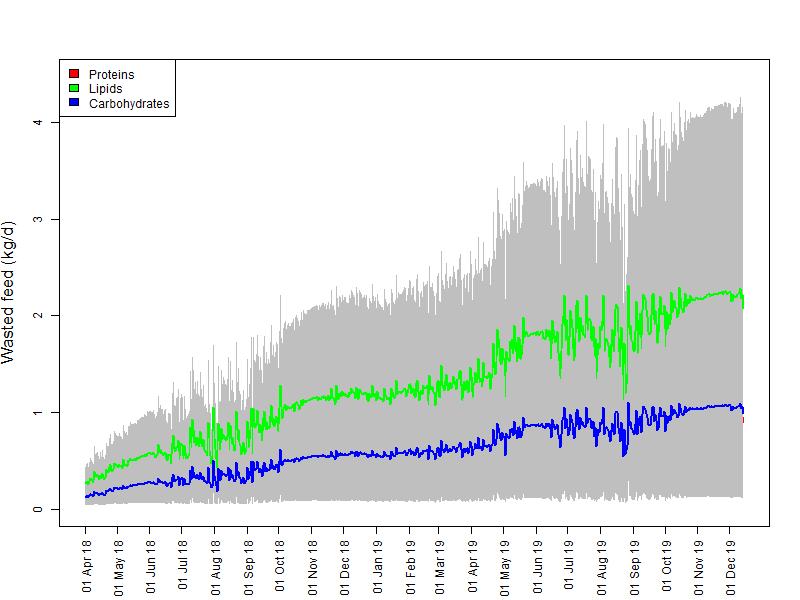 Proteins
Lipids
Carbohydrates
Wasted feed (kg/d)
4
3
2
1
0
01 Apr 18
01 May 18
01 Jun 18
01 Jul 18
01 Aug 18
01 Sep 18
01 Oct 18
01 Nov 18
01 Dec 18
01 Jan 19
01 Feb 19
01 Mar 19
01 Apr 19
01 May 19
01 Jun 19
01 Jul 19
01 Aug 19
01 Sep 19
01 Oct 19
01 Nov 19
01 Dec 19